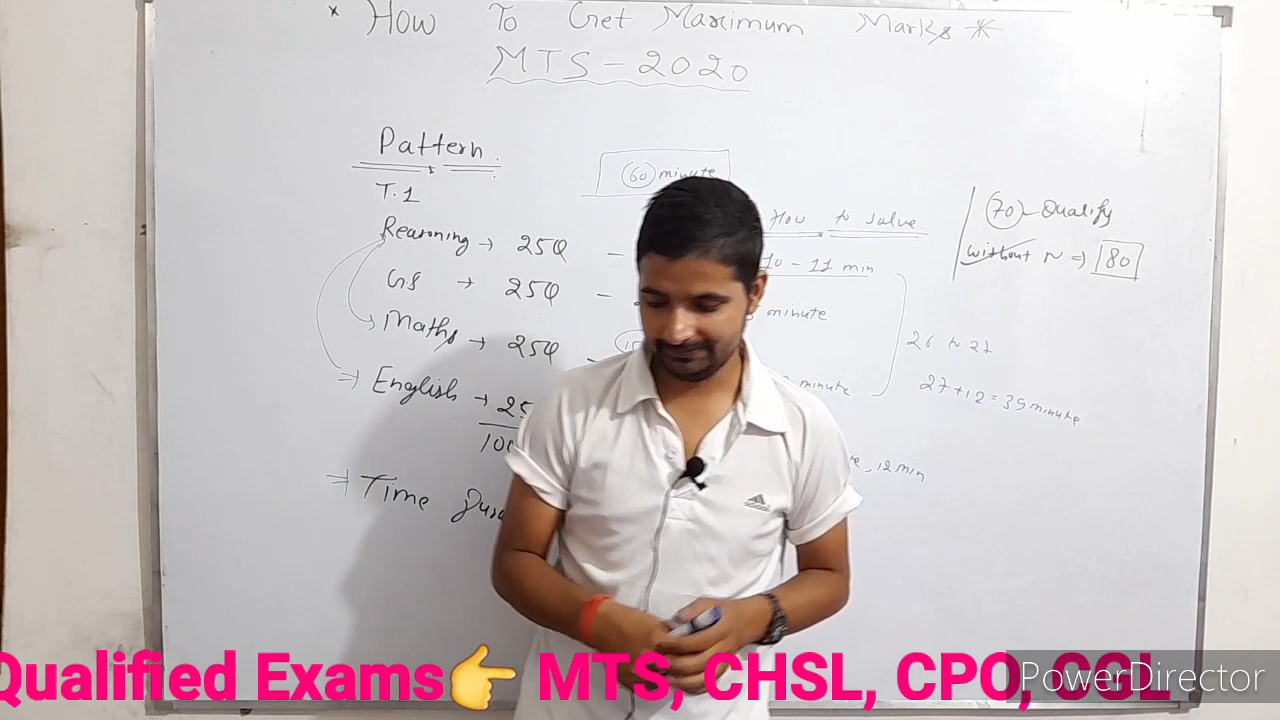 * How To Get Maximum Marks *
MTS-2020
Pattern.
60 minute
T.1
How to solve.
70 - Qualify
Reasoning → 25Q -
10-11 min
without N => 80
GS → 25Q -
minute
Maths → 25Q -
26 to 27
=> English → 25
minute
27+12=39 minute
100
, 12 min
=> Time
Qualified Exams👉 MTS, CHSL, CPO, CGL
PowerDirector